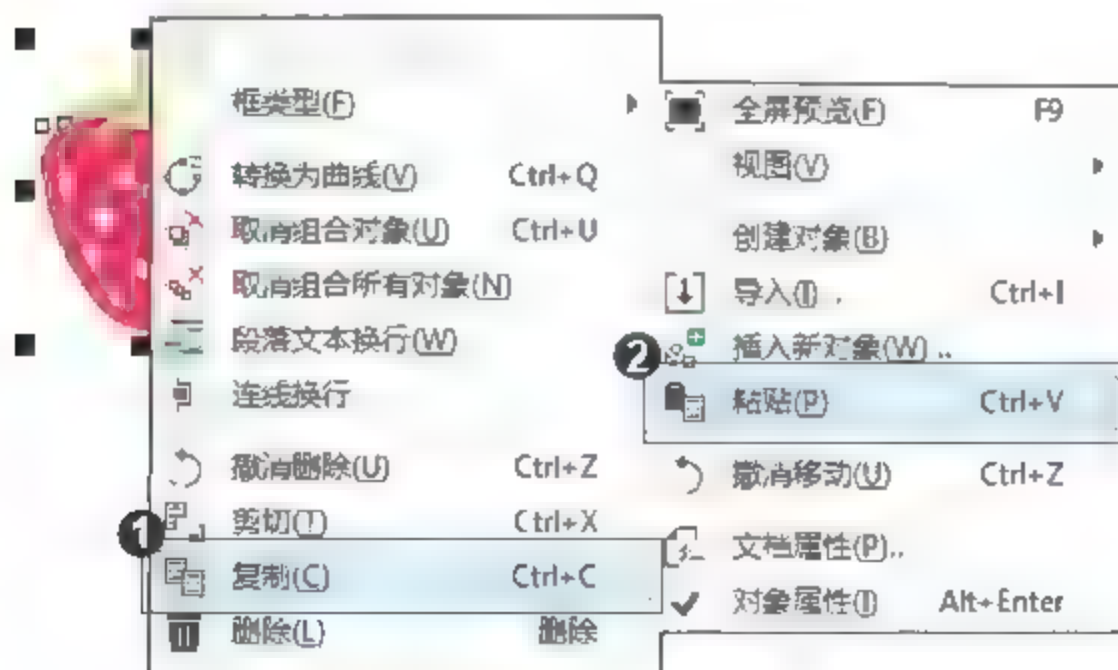 框类型(F)
转换为曲线(V) Ctrl+Q
取消组合对象(U) Ctrl+U
取消组合所有对象(N)
段落文本换行(W)
连线换行
撤消删除(U) Ctrl+Z
1
剪切(T) Ctrl+X
复制(C) Ctrl+C
删除(L) 删除
全屏预览(F) F9
视图(V)
创建对象(B)
导入(I). Ctrl+I
2
插入新对象(W)..
粘贴(P) Ctrl+V
撤消移动(U) Ctrl+Z
文档属性(P)..
对象属性(I) Alt+Enter